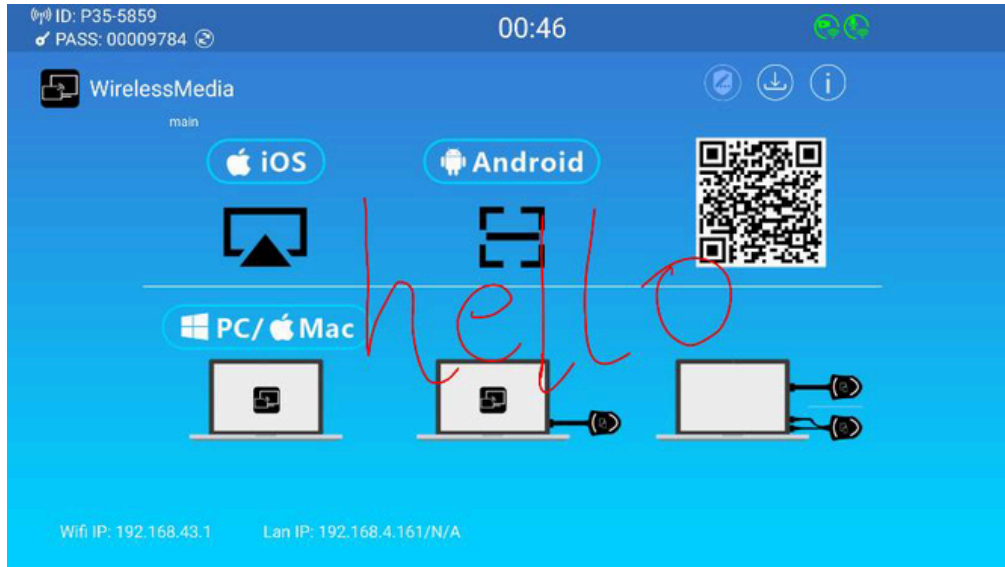 ID: P35-5859
00:46
PASS: 00009784
WirelessMedia
main
iOS
Android
hello
PC/ Mac
Wifi IP: 192.168.43.1
Lan IP: 192.168.4.161/N/A